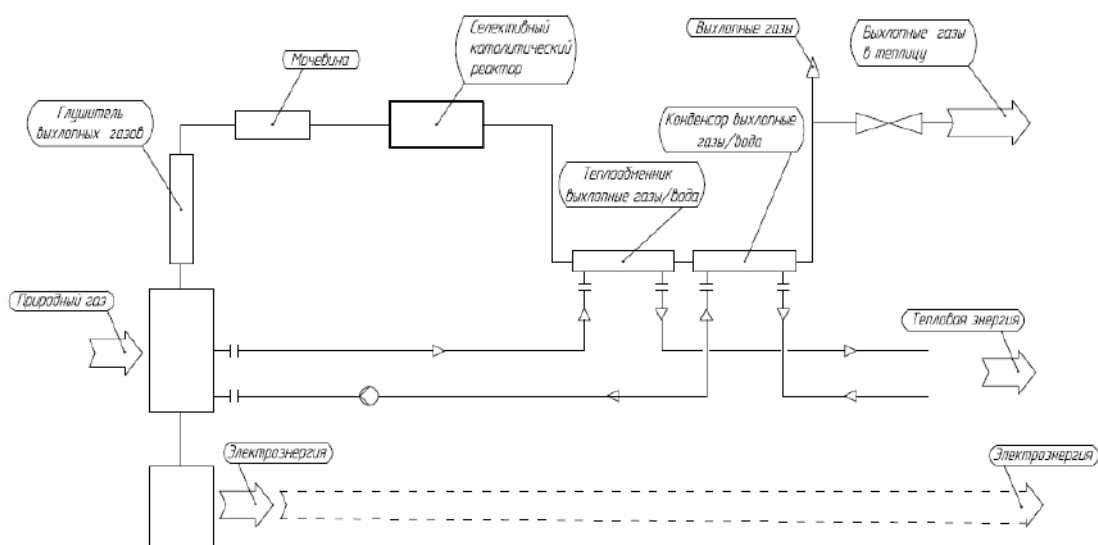 Селективный
каталитический
реактор
Мочевина
Глушитель
выхлопных газов
Выхлопные газы
Выхлопные газы
в теплицу
Конденсор выхлопные
газы/вода
Теплообменник
выхлопные газы/вода
Природный газ
Тепловая энергия
Электроэнергия
Электроэнергия